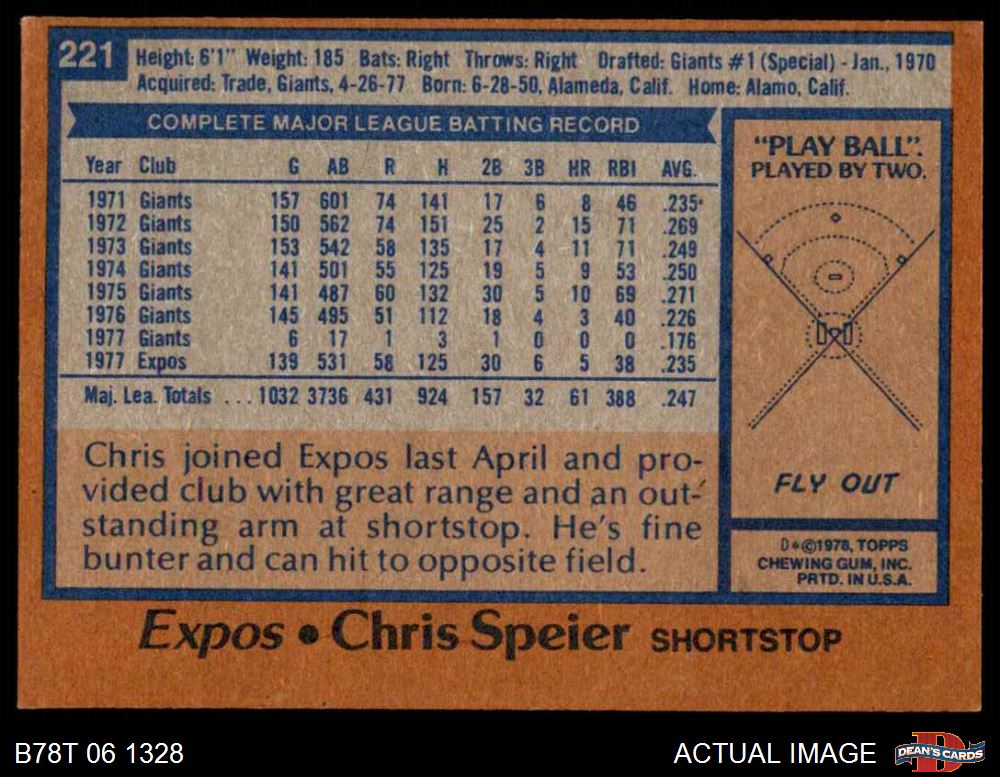 221
Height: 6'1" Weight: 185 Bats: Right Throws: Right Drafted: Giants #1 (Special) - Jan., 1970
Acquired: Trade, Giants, 4-26-77 Born: 6-28-50, Alameda, Calif. Home: Alamo, Calif.
COMPLETE MAJOR LEAGUE BATTING RECORD
Year Club G AB R H 2B 3B HR RBI AVG.
1971 Giants 157 601 74 141 17 6 8 46 .235
1972 Giants 150 562 74 151 25 2 15 71 .269
1973 Giants 153 542 58 135 17 4 11 71 .249
1974 Giants 141 501 55 125 19 5 9 53 .250
1975 Giants 141 487 60 132 30 5 10 69 .271
1976 Giants 145 495 51 112 18 4 3 40 .226
1977 Giants 6 17 1 3 1 0 0 0 .176
1977 Expos 139 531 58 125 30 6 5 38 .235
Maj. Lea. Totals ... 1032 3736 431 924 157 32 61 388 .247
Chris joined Expos last April and pro-
vided club with great range and an out-
standing arm at shortstop. He's fine
bunter and can hit to opposite field.
"PLAY BALL".
PLAYED BY TWO.
FLY OUT
D*©1978, TOPPS
CHEWING GUM, INC.
PRTD. IN U.S.A.
Expos • Chris Speier SHORTSTOP
B78T 06 1328
ACTUAL IMAGE
DEAN'S CARDS